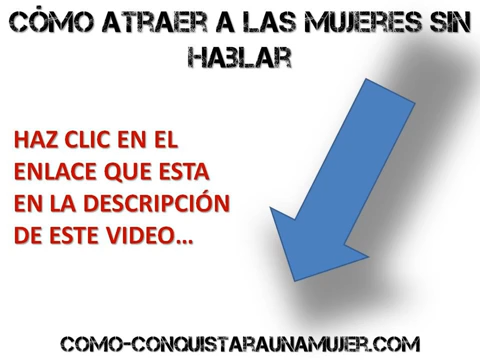 CÓMO ATRAER A LAS MUJERES SIN
HABLAR
HAZ CLIC EN EL
ENLACE QUE ESTA
EN LA DESCRIPCIÓN
DE ESTE VIDEO...
COMO-CONQUISTARAUNAMUJER.COM